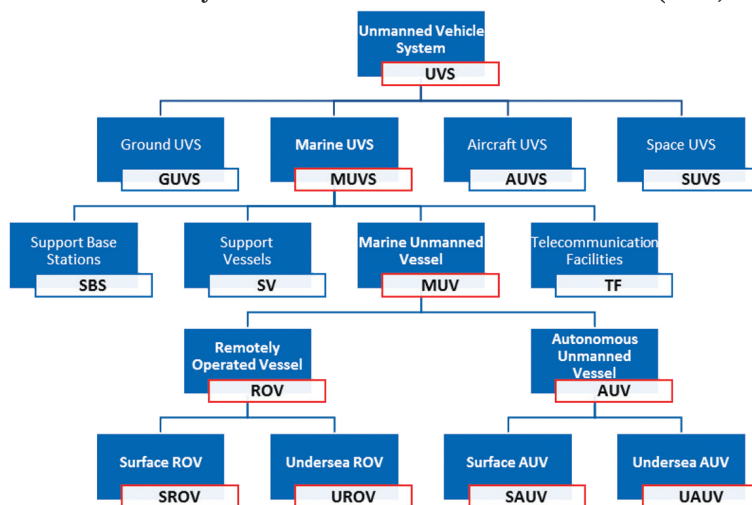 Unmanned Vehicle
System
UVS
Ground UVS
GUVS
Marine UVS
MUVS
Aircraft UVS
AUVS
Space UVS
SUVS
Support Base
Stations
SBS
Support
Vessels
SV
Marine Unmanned
Vessel
MUV
Telecommunication
Facilities
TF
Remotely
Operated Vessel
ROV
Autonomous
Unmanned
Vessel
AUV
Surface ROV
SROV
Undersea ROV
UROV
Surface AUV
SAUV
Undersea AUV
UAUV